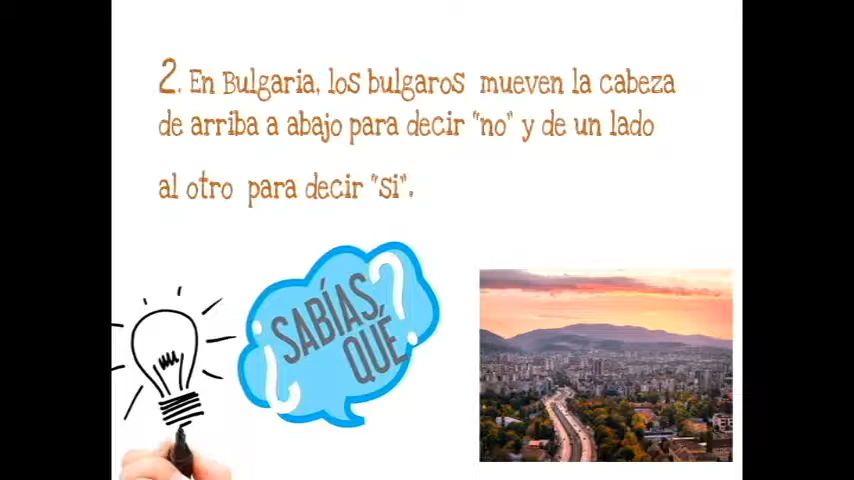 2. En Bulgaria, los bulgaros mueven la cabeza
de arriba a abajo para decir "no" y de un lado
al otro para decir "si".
¿SABÍAS
QUÉ?